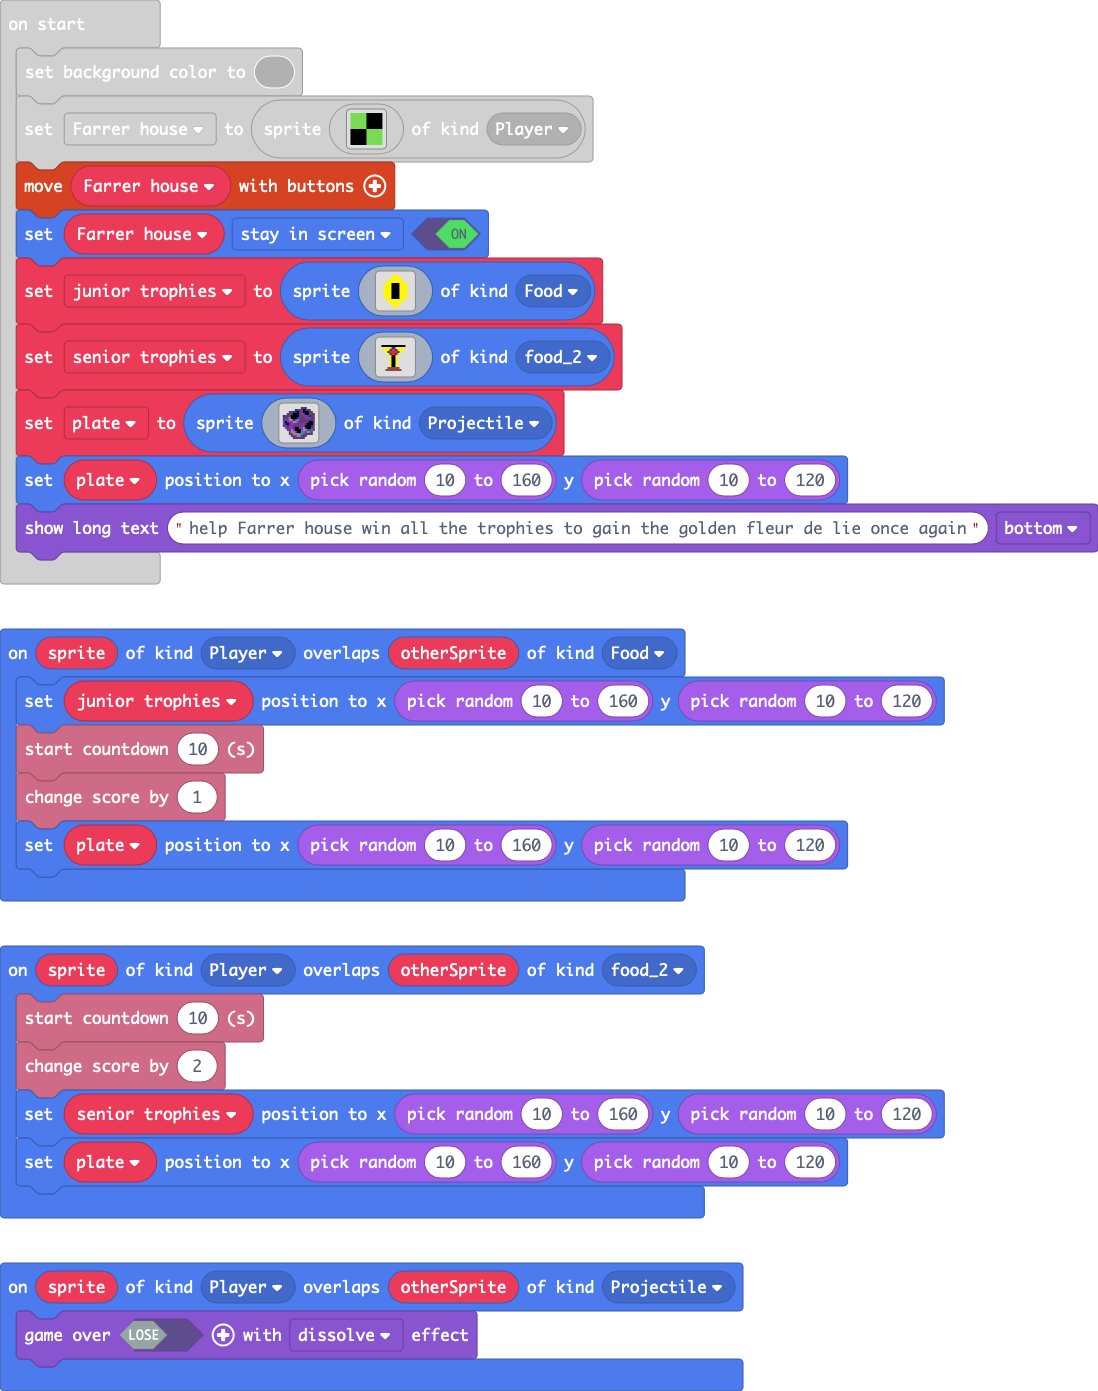 on start
set background color to
set Farrer house to sprite of kind Player
move Farrer house with buttons
set Farrer house stay in screen ON
set junior trophies to sprite of kind Food
set senior trophies to sprite of kind food_2
set plate to sprite of kind Projectile
set plate position to x pick random 10 to 160 y pick random 10 to 120
show long text "help Farrer house win all the trophies to gain the golden fleur de lie once again" bottom
on sprite of kind Player overlaps otherSprite of kind Food
set junior trophies position to x pick random 10 to 160 y pick random 10 to 120
start countdown 10 (s)
change score by 1
set plate position to x pick random 10 to 160 y pick random 10 to 120
on sprite of kind Player overlaps otherSprite of kind food_2
start countdown 10 (s)
change score by 2
set senior trophies position to x pick random 10 to 160 y pick random 10 to 120
set plate position to x pick random 10 to 160 y pick random 10 to 120
on sprite of kind Player overlaps otherSprite of kind Projectile
game over LOSE with dissolve effect